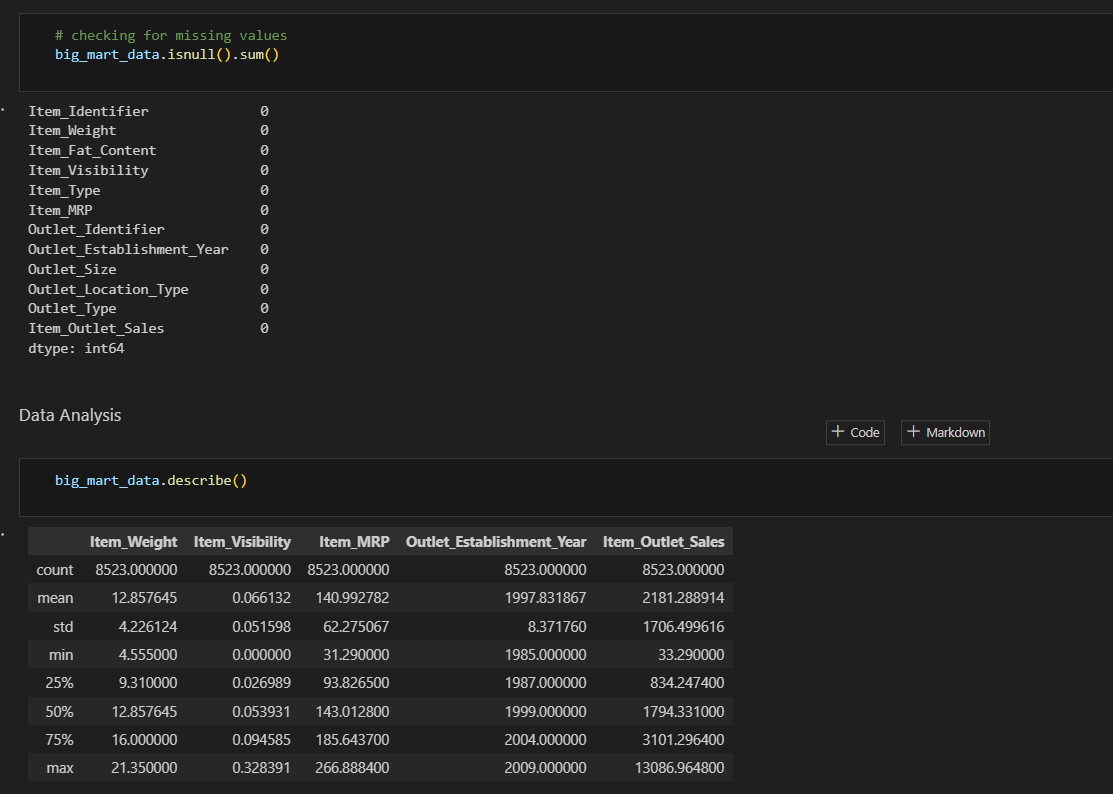 # checking for missing values
big_mart_data.isnull().sum()
Item_Identifier 0
Item_Weight 0
Item_Fat_Content 0
Item_Visibility 0
Item_Type 0
Item_MRP 0
Outlet_Identifier 0
Outlet_Establishment_Year 0
Outlet_Size 0
Outlet_Location_Type 0
Outlet_Type 0
Item_Outlet_Sales 0
dtype: int64
Data Analysis
+ Code + Markdown
big_mart_data.describe()
Item_Weight Item_Visibility Item_MRP Outlet_Establishment_Year Item_Outlet_Sales
count 8523.000000 8523.000000 8523.000000 8523.000000 8523.000000
mean 12.857645 0.066132 140.992782 1997.831867 2181.288914
std 4.226124 0.051598 62.275067 8.371760 1706.499616
min 4.555000 0.000000 31.290000 1985.000000 33.290000
25% 9.310000 0.026989 93.826500 1987.000000 834.247400
50% 12.857645 0.053931 143.012800 1999.000000 1794.331000
75% 16.000000 0.094585 185.643700 2004.000000 3101.296400
max 21.350000 0.328391 266.888400 2009.000000 13086.964800